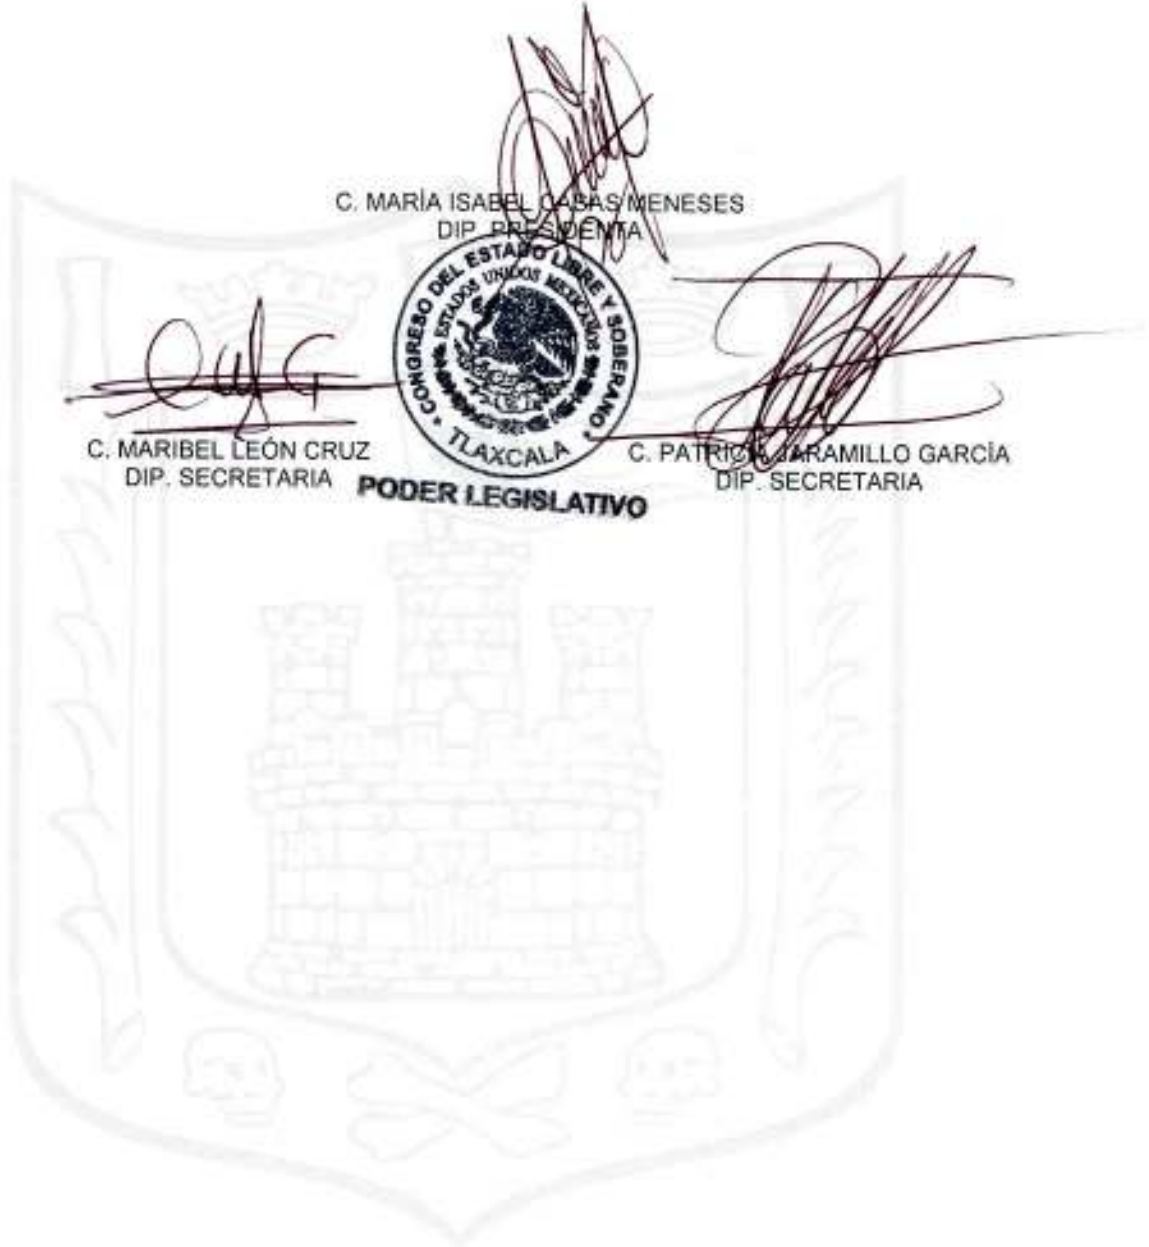 C. MARÍA ISABEL CASAS MENESES
DIP. PRESIDENTA
CONGRESO DEL ESTADO LIBRE Y SOBERANO
ESTADOS UNIDOS MEXICANOS
TLAXCALA
PODER LEGISLATIVO
C. MARIBEL LEÓN CRUZ
DIP. SECRETARIA
C. PATRICIA JARAMILLO GARCÍA
DIP. SECRETARIA